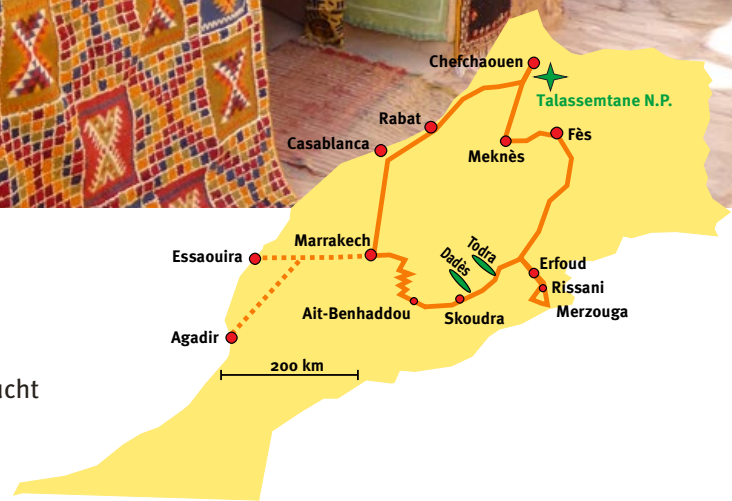 Chefchaouen
Talassemtane N.P.
Rabat
Fès
Casablanca
Meknès
Marrakech
Essaouira
Todra
Dadès
Erfoud
Rissani
Ait-Benhaddou
Skoudra
Merzouga
Agadir
200 km